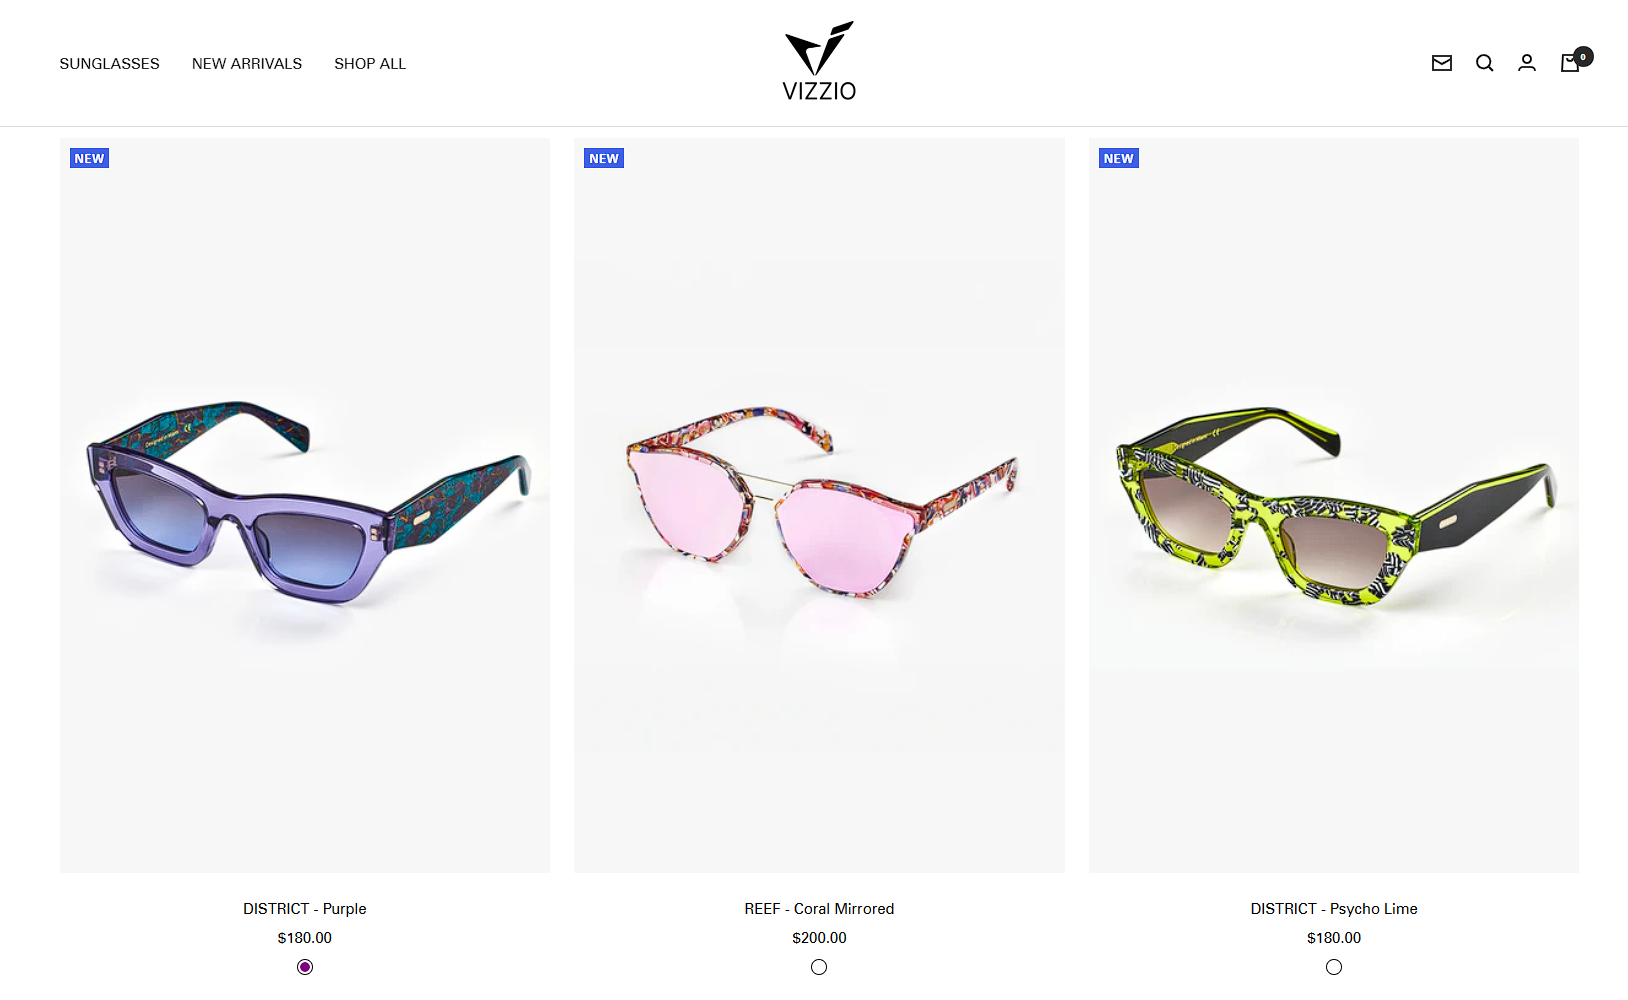 SUNGLASSES NEW ARRIVALS SHOP ALL
VIZZIO
0
NEW
NEW
NEW
DISTRICT - Purple
$180.00
REEF - Coral Mirrored
$200.00
DISTRICT - Psycho Lime
$180.00